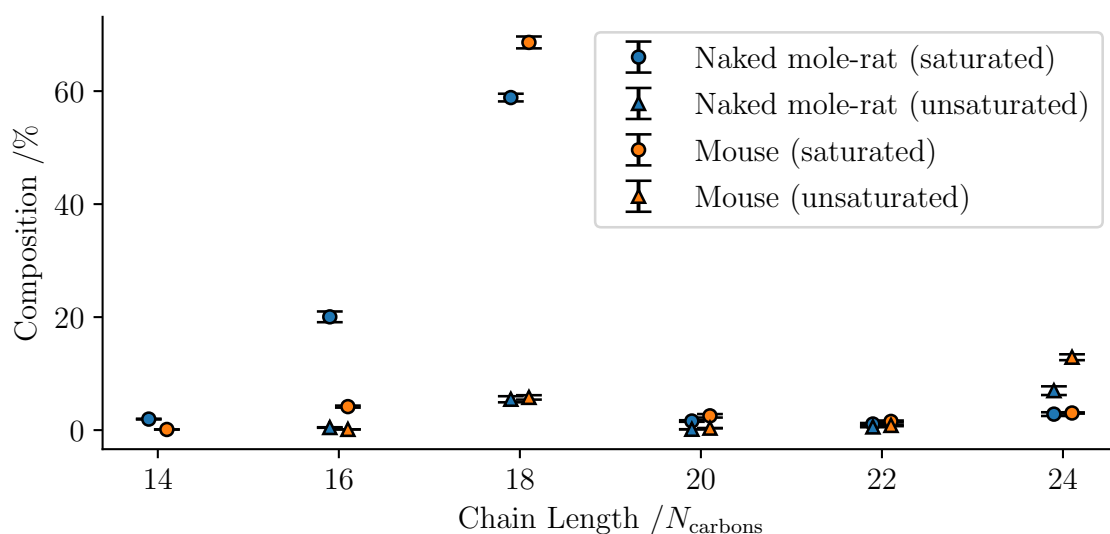 Naked mole-rat (saturated)
Naked mole-rat (unsaturated)
Mouse (saturated)
Mouse (unsaturated)
Composition /%
60
40
20
0
14 16 18 20 22 24
Chain Length /N_carbons